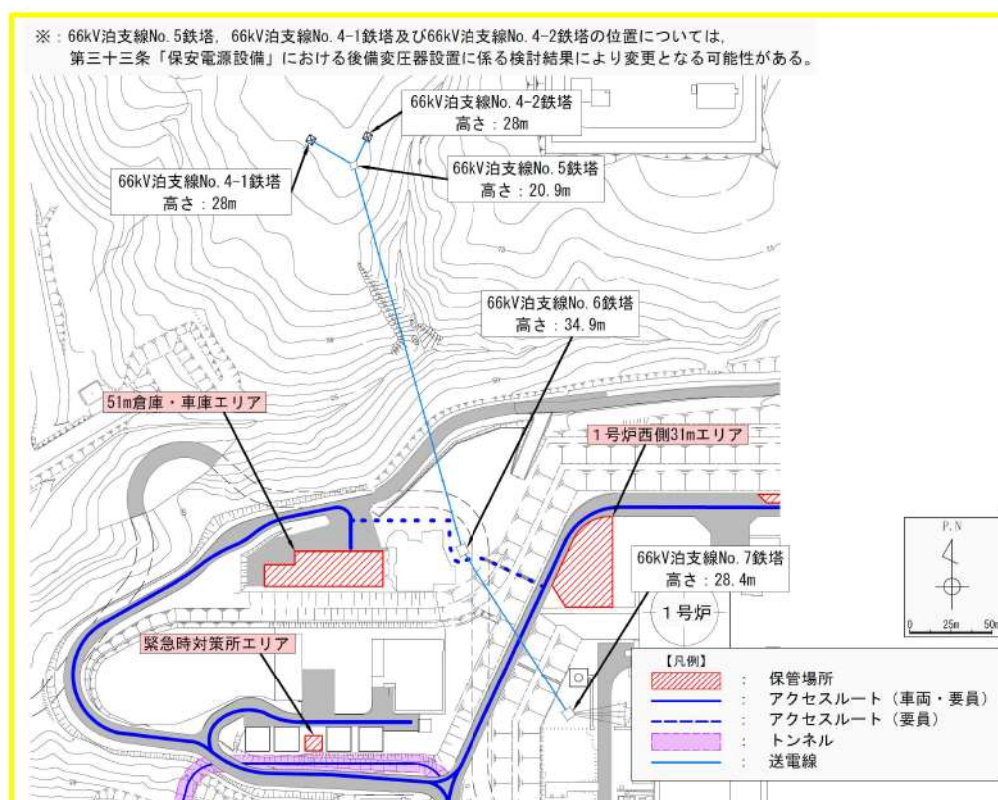 ※：66kV泊支線No.5鉄塔，66kV泊支線No.4-1鉄塔及び66kV泊支線No.4-2鉄塔の位置については，
第三十三条「保安電源設備」における後備変圧器設置に係る検討結果により変更となる可能性がある。
66kV泊支線No.4-2鉄塔
高さ：28m
66kV泊支線No.5鉄塔
高さ：20.9m
66kV泊支線No.4-1鉄塔
高さ：28m
66kV泊支線No.6鉄塔
高さ：34.9m
51m倉庫・車庫エリア
１号炉西側31mエリア
66kV泊支線No.7鉄塔
高さ：28.4m
１号炉
緊急時対策所エリア
P.N
0 25m 50m
【凡例】
： 保管場所
： アクセスルート（車両・要員）
： アクセスルート（要員）
： トンネル
： 送電線